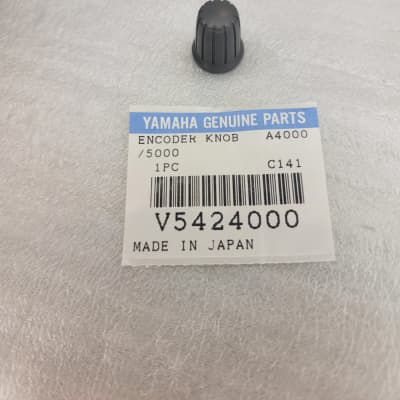 YAMAHA GENUINE PARTS
ENCODER KNOB A4000
/5000
1PC C141
V5424000
MADE IN JAPAN